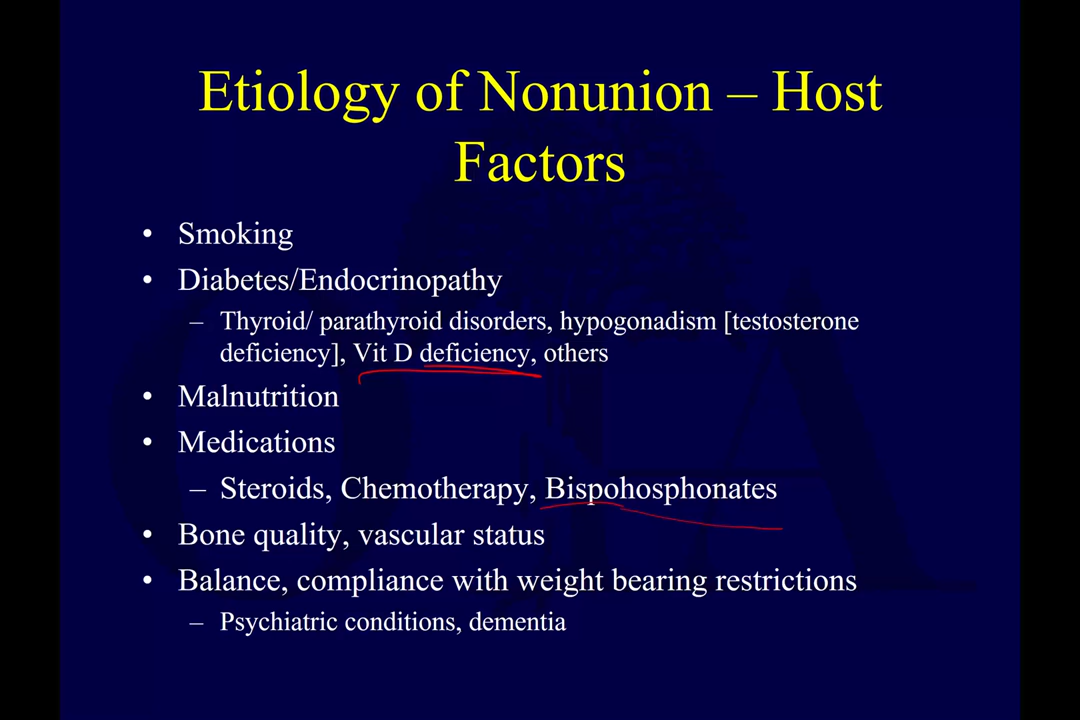 Etiology of Nonunion – Host
Factors
• Smoking
• Diabetes/Endocrinopathy
– Thyroid/ parathyroid disorders, hypogonadism [testosterone
deficiency], Vit D deficiency, others
• Malnutrition
• Medications
– Steroids, Chemotherapy, Bispohosphonates
• Bone quality, vascular status
• Balance, compliance with weight bearing restrictions
– Psychiatric conditions, dementia